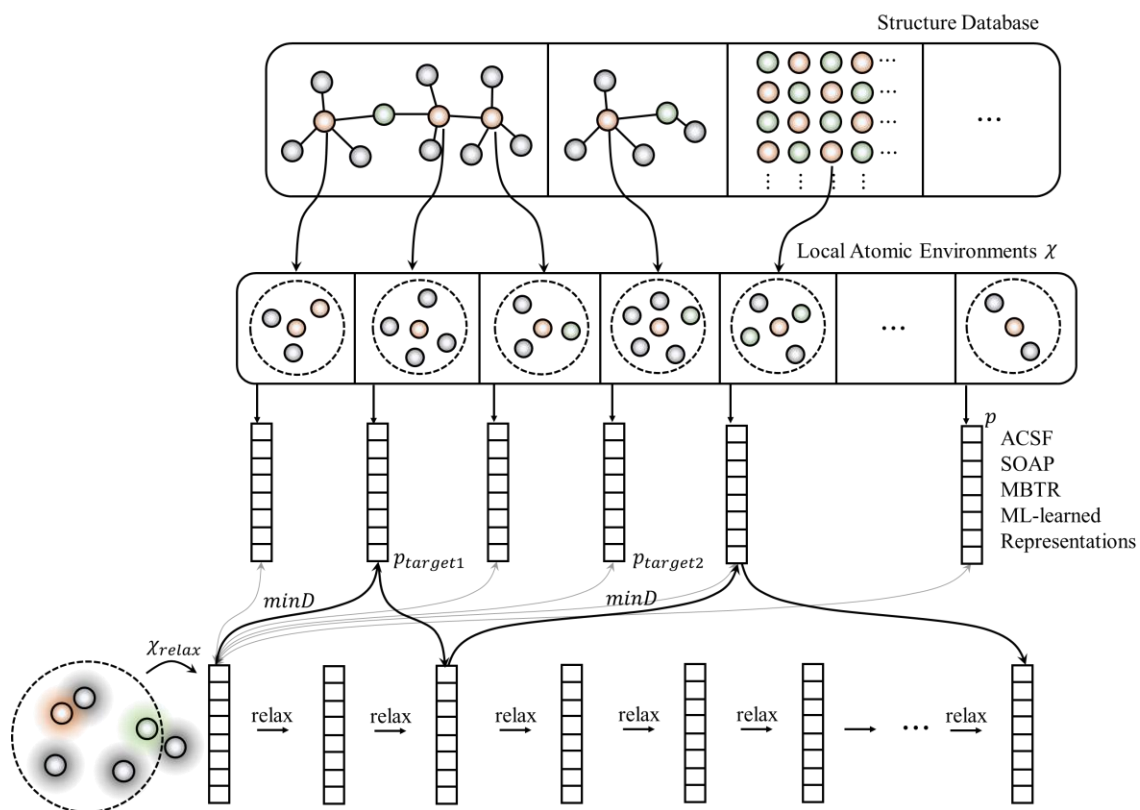 Structure Database
... 
... 
... 
... 
...
⋮ ⋮ ⋮ ⋮
Local Atomic Environments χ
...
p
ACSF
SOAP
MBTR
ML-learned
Representations
p_target1
p_target2
minD
minD
χ_relax
relax
relax
relax
relax
relax
...
relax